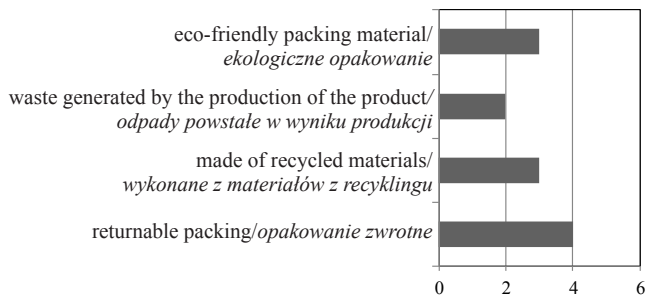 eco-friendly packing material/
ekologiczne opakowanie
waste generated by the production of the product/
odpady powstałe w wyniku produkcji
made of recycled materials/
wykonane z materiałów z recyklingu
returnable packing/opakowanie zwrotne
0 2 4 6